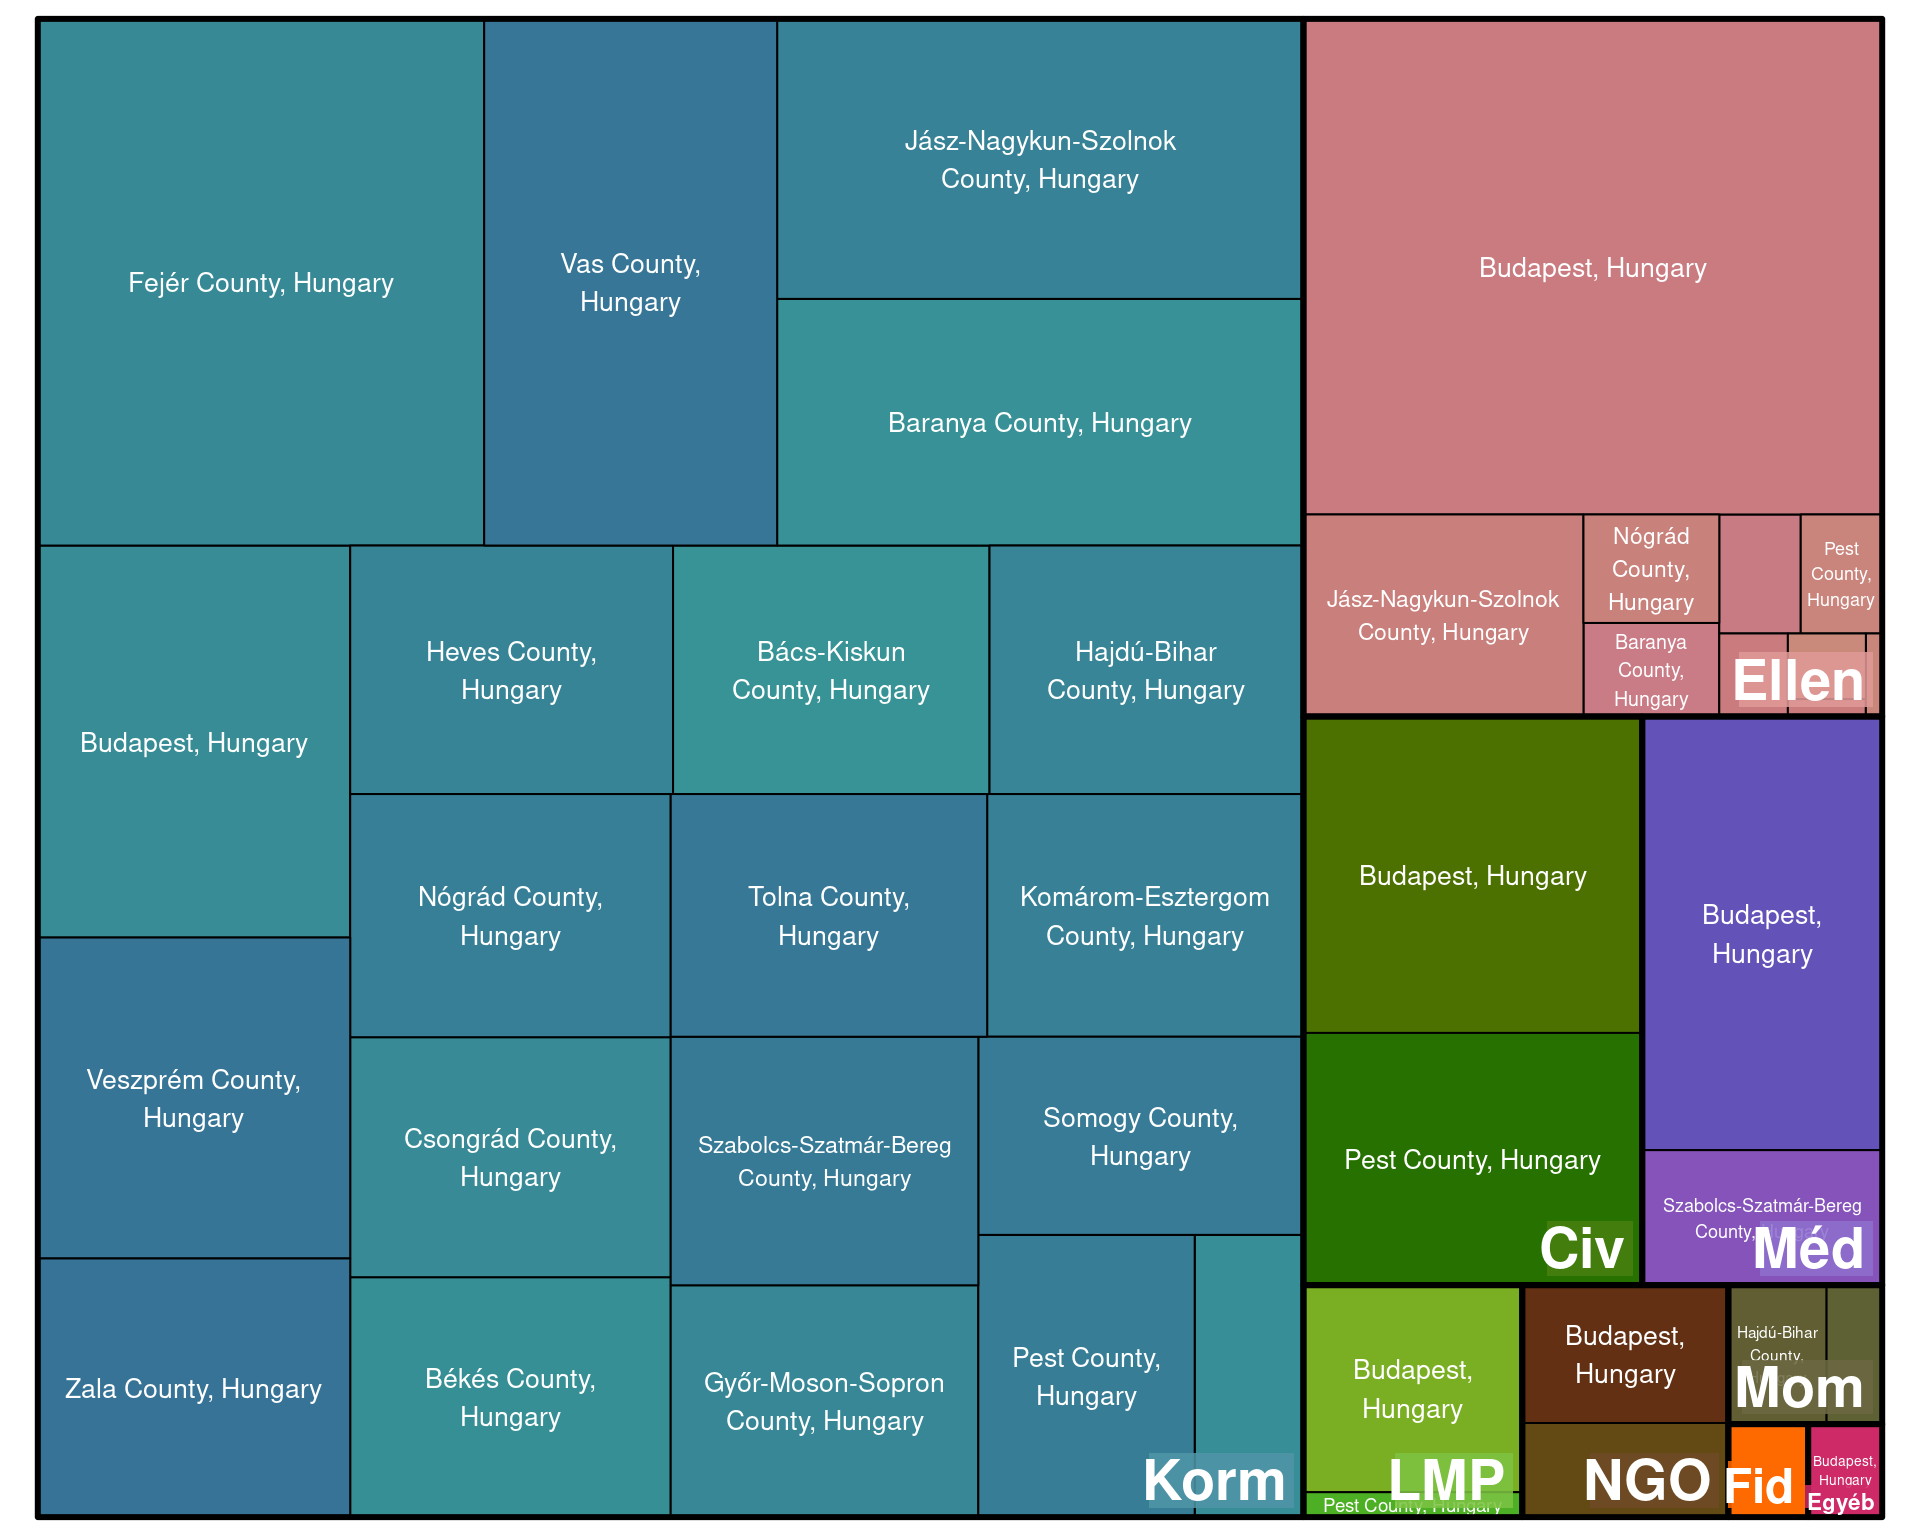 Fejér County, Hungary
Vas County,
Hungary
Jász-Nagykun-Szolnok
County, Hungary
Baranya County, Hungary
Budapest, Hungary
Heves County,
Hungary
Bács-Kiskun
County, Hungary
Hajdú-Bihar
County, Hungary
Nógrád County,
Hungary
Tolna County,
Hungary
Komárom-Esztergom
County, Hungary
Veszprém County,
Hungary
Csongrád County,
Hungary
Szabolcs-Szatmár-Bereg
County, Hungary
Somogy County,
Hungary
Zala County, Hungary
Békés County,
Hungary
Győr-Moson-Sopron
County, Hungary
Pest County,
Hungary
Korm
Budapest, Hungary
Jász-Nagykun-Szolnok
County, Hungary
Nógrád
County,
Hungary
Baranya
County,
Hungary
Pest
County,
Hungary
Ellen
Budapest, Hungary
Pest County, Hungary
Civ
Budapest,
Hungary
Szabolcs-Szatmár-Bereg
County,
Méd
Budapest,
Hungary
Pest County, Hungary
LMP
Budapest,
Hungary
NGO
Hajdú-Bihar
County,
Mom
Fid
Budapest,
Hungary
Egyéb